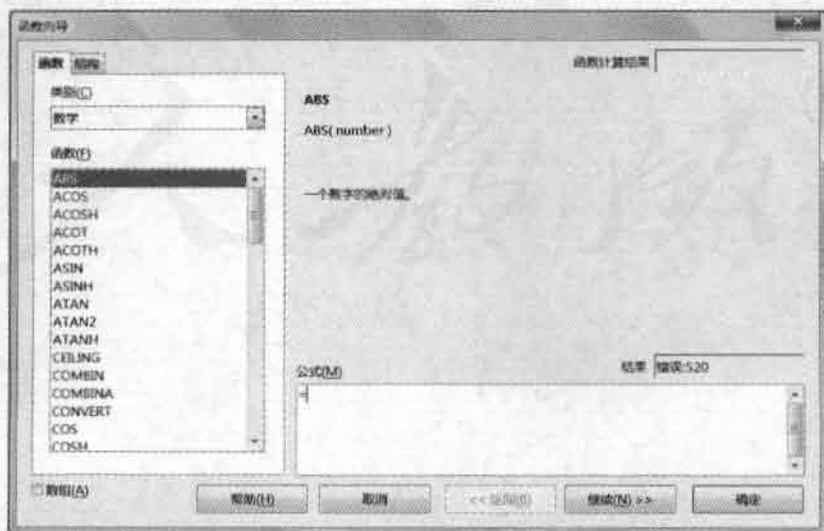 函数向导
函数 结构
函数计算结果
类别(C)
数学
函数(F)
ABS
ACOS
ACOSH
ACOT
ACOTH
ASIN
ASINH
ATAN
ATAN2
ATANH
CEILING
COMBIN
COMBINA
CONVERT
COS
COSH
ABS
ABS( number )
一个数字的绝对值。
公式(M)
结果 错误:520
=
数组(A)
帮助(H)
取消
继续(N) >>
确定